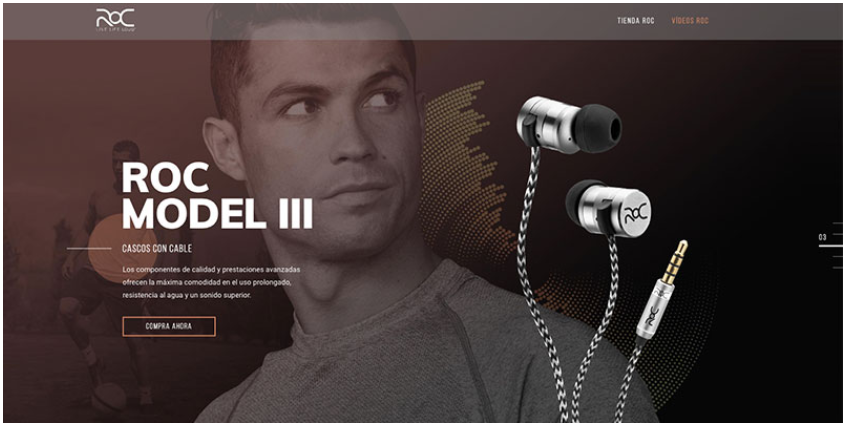 ROC
TIENDA ROC
VÍDEOS ROC
ROC
MODEL III
CASCOS CON CABLE
Los componentes de calidad y prestaciones avanzadas
ofrecen la máxima comodidad en el uso prolongado,
resistencia al agua y un sonido superior.
COMPRA AHORA
ROC
ROC
03